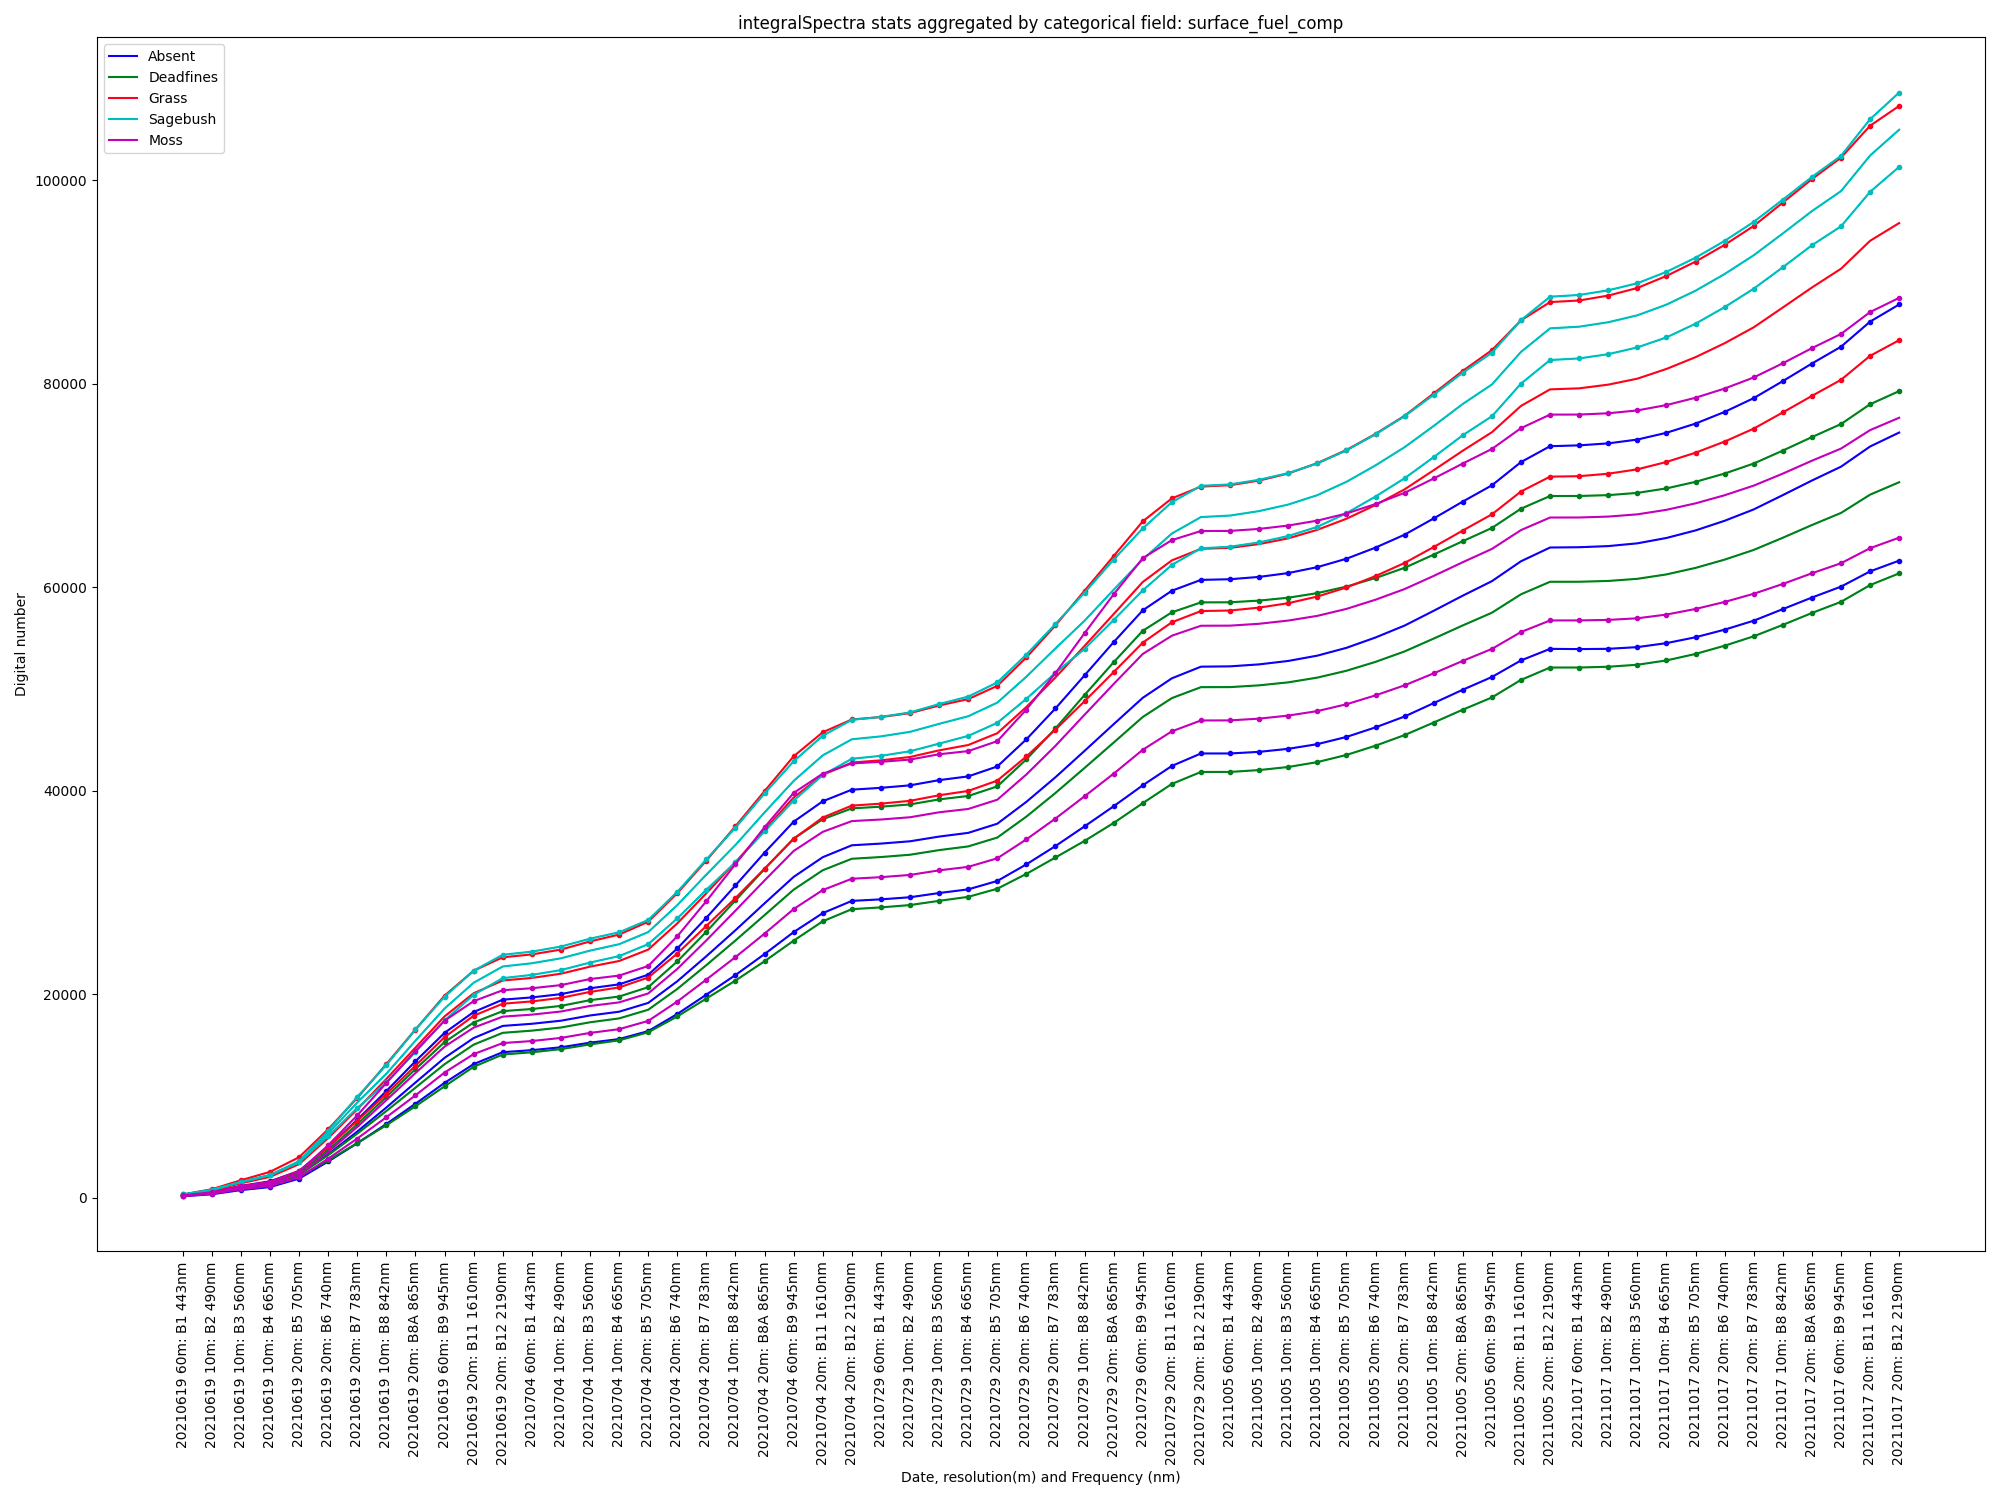 integralSpectra stats aggregated by categorical field: surface_fuel_comp
Absent
Deadfines
Grass
Sagebush
Moss
100000
80000
60000
40000
20000
0
Digital number
20210619 60m: B1 443nm
20210619 10m: B2 490nm
20210619 10m: B3 560nm
20210619 10m: B4 665nm
20210619 20m: B5 705nm
20210619 20m: B6 740nm
20210619 20m: B7 783nm
20210619 10m: B8 842nm
20210619 20m: B8A 865nm
20210619 60m: B9 945nm
20210619 20m: B11 1610nm
20210619 20m: B12 2190nm
20210704 60m: B1 443nm
20210704 10m: B2 490nm
20210704 10m: B3 560nm
20210704 10m: B4 665nm
20210704 20m: B5 705nm
20210704 20m: B6 740nm
20210704 20m: B7 783nm
20210704 10m: B8 842nm
20210704 20m: B8A 865nm
20210704 60m: B9 945nm
20210704 20m: B11 1610nm
20210704 20m: B12 2190nm
20210729 60m: B1 443nm
20210729 10m: B2 490nm
20210729 10m: B3 560nm
20210729 10m: B4 665nm
20210729 20m: B5 705nm
20210729 20m: B6 740nm
20210729 20m: B7 783nm
20210729 10m: B8 842nm
20210729 20m: B8A 865nm
20210729 60m: B9 945nm
20210729 20m: B11 1610nm
20210729 20m: B12 2190nm
20211005 60m: B1 443nm
20211005 10m: B2 490nm
20211005 10m: B3 560nm
20211005 10m: B4 665nm
20211005 20m: B5 705nm
20211005 20m: B6 740nm
20211005 20m: B7 783nm
20211005 10m: B8 842nm
20211005 20m: B8A 865nm
20211005 60m: B9 945nm
20211005 20m: B11 1610nm
20211005 20m: B12 2190nm
20211017 60m: B1 443nm
20211017 10m: B2 490nm
20211017 10m: B3 560nm
20211017 10m: B4 665nm
20211017 20m: B5 705nm
20211017 20m: B6 740nm
20211017 20m: B7 783nm
20211017 10m: B8 842nm
20211017 20m: B8A 865nm
20211017 60m: B9 945nm
20211017 20m: B11 1610nm
20211017 20m: B12 2190nm
Date, resolution(m) and Frequency (nm)